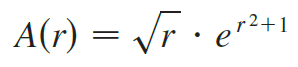 A(r) = √r · e^{r²+1}